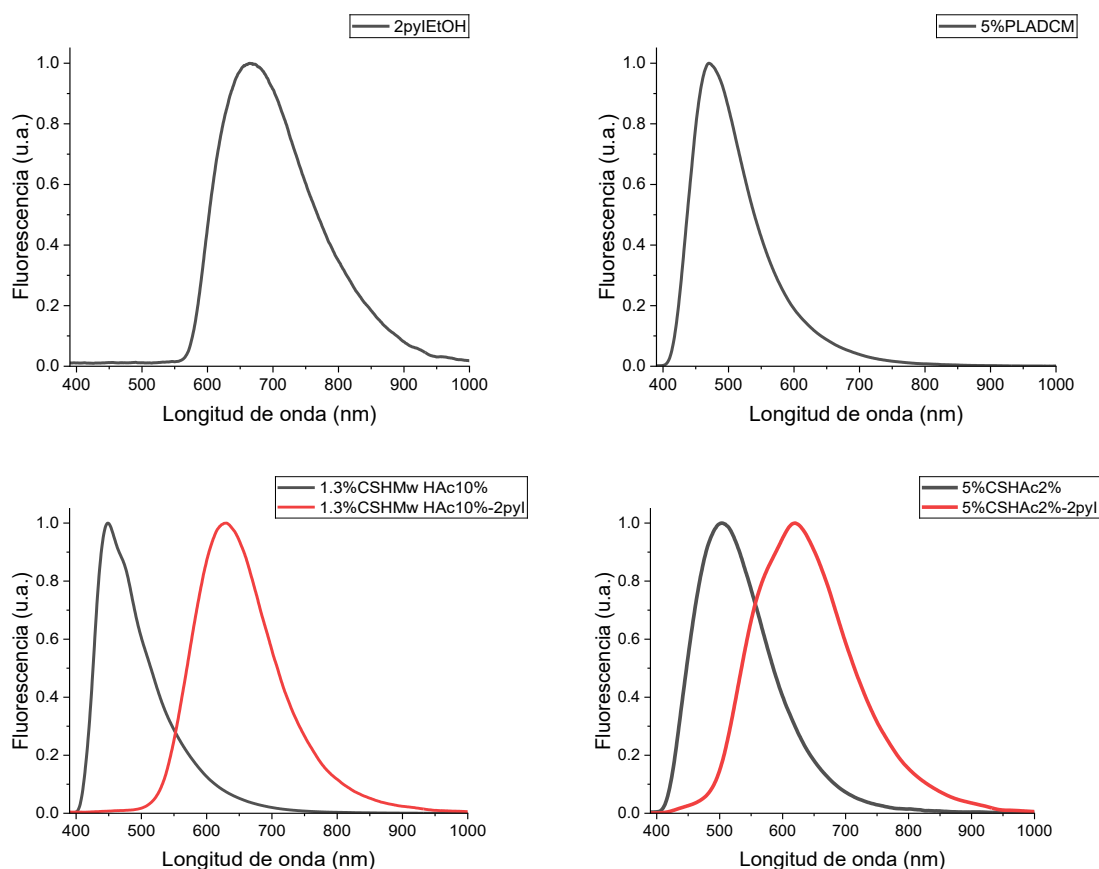 2pylEtOH
Fluorescencia (u.a.)
1.0
0.8
0.6
0.4
0.2
0.0
400 500 600 700 800 900 1000
Longitud de onda (nm)
5%PLADCM
Fluorescencia (u.a.)
1.0
0.8
0.6
0.4
0.2
0.0
400 500 600 700 800 900 1000
Longitud de onda (nm)
1.3%CSHMw HAc10%
1.3%CSHMw HAc10%-2pyl
Fluorescencia (u.a.)
1.0
0.8
0.6
0.4
0.2
0.0
400 500 600 700 800 900 1000
Longitud de onda (nm)
5%CSHAc2%
5%CSHAc2%-2pyl
Fluorescencia (u.a.)
1.0
0.8
0.6
0.4
0.2
0.0
400 500 600 700 800 900 1000
Longitud de onda (nm)